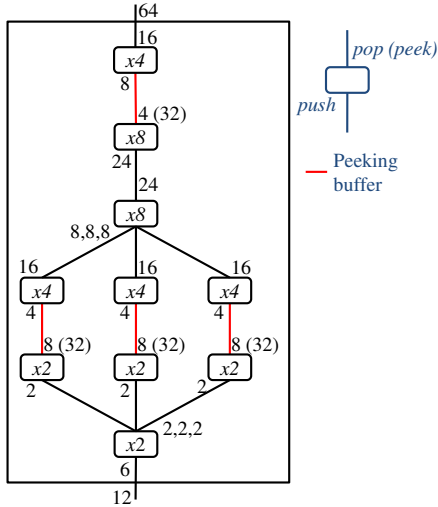 64
16
x4
8
4 (32)
x8
24
24
x8
8,8,8
16 16 16
x4 x4 x4
4 4 4
8 (32) 8 (32) 8 (32)
x2 x2 x2
2 2 2
2,2,2
x2
6
12
pop (peek)
push
Peeking
buffer